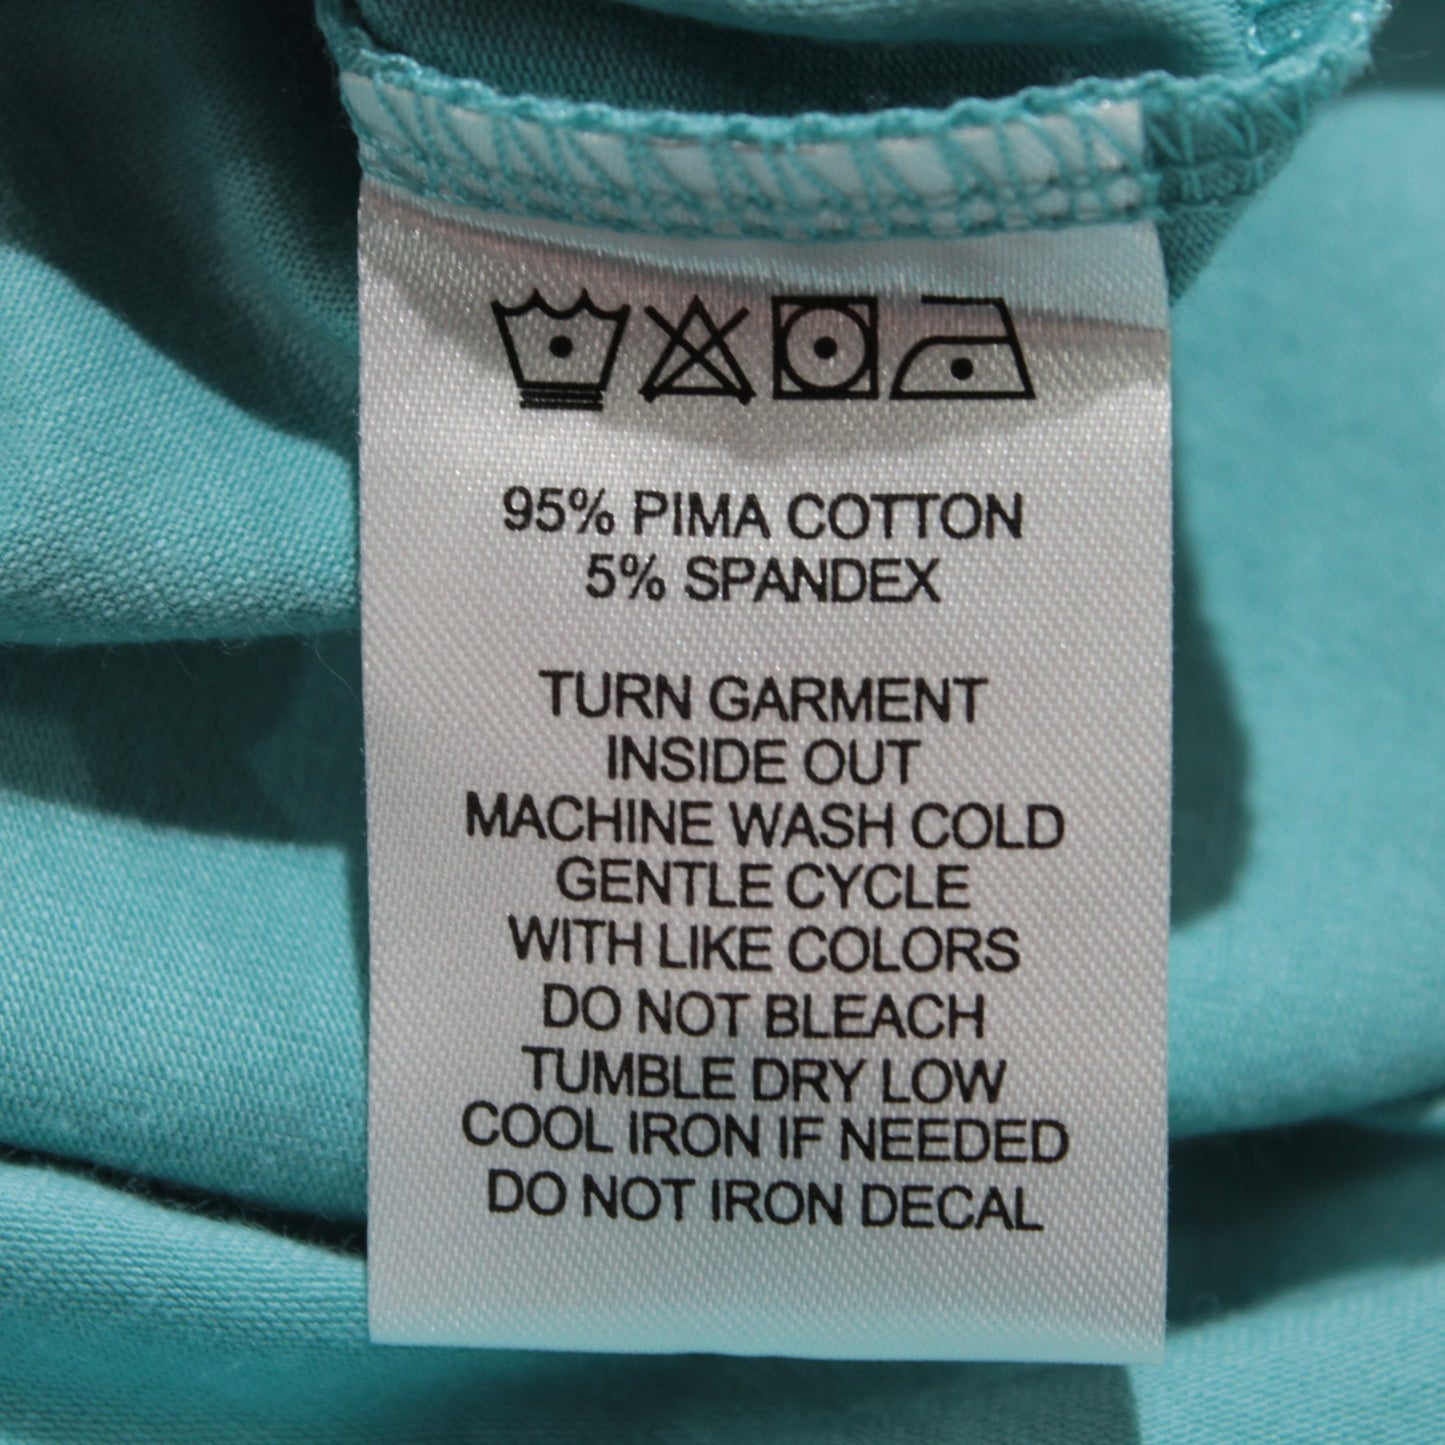 95% PIMA COTTON
5% SPANDEX
TURN GARMENT
INSIDE OUT
MACHINE WASH COLD
GENTLE CYCLE
WITH LIKE COLORS
DO NOT BLEACH
TUMBLE DRY LOW
COOL IRON IF NEEDED
DO NOT IRON DECAL